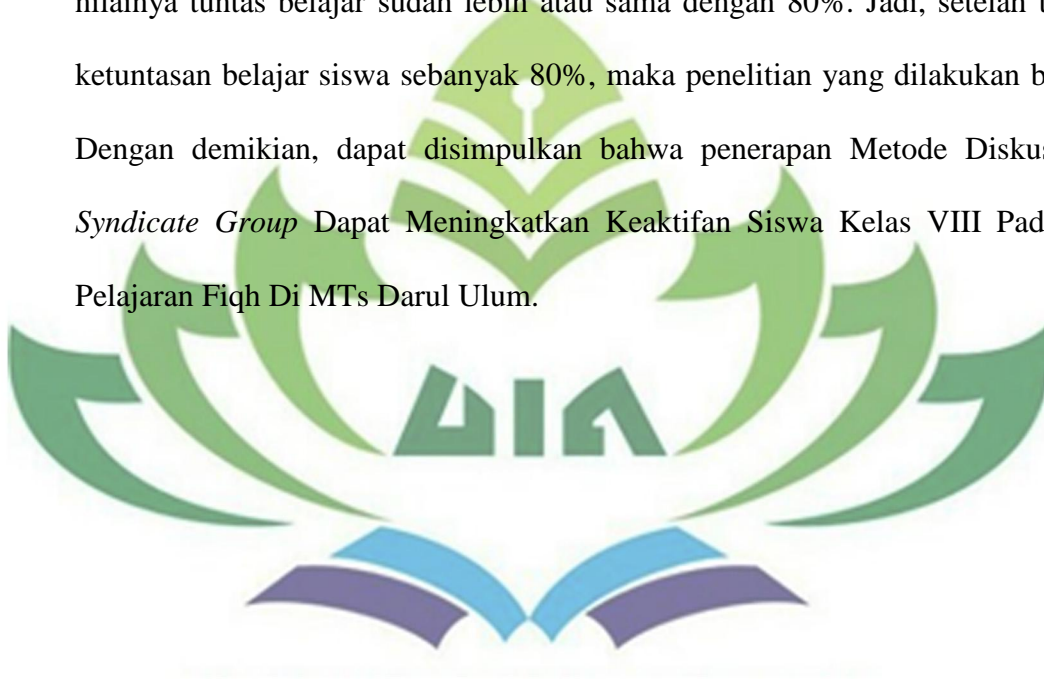 nilainya tuntas belajar sudah lebih atau sama dengan 80%. Jadi, setelah
ketuntasan belajar siswa sebanyak 80%, maka penelitian yang dilakukan
Dengan demikian, dapat disimpulkan bahwa penerapan Metode
Syndicate Group Dapat Meningkatkan Keaktifan Siswa Kelas VIII
Pelajaran Fiqh Di MTs Darul Ulum.
UIN